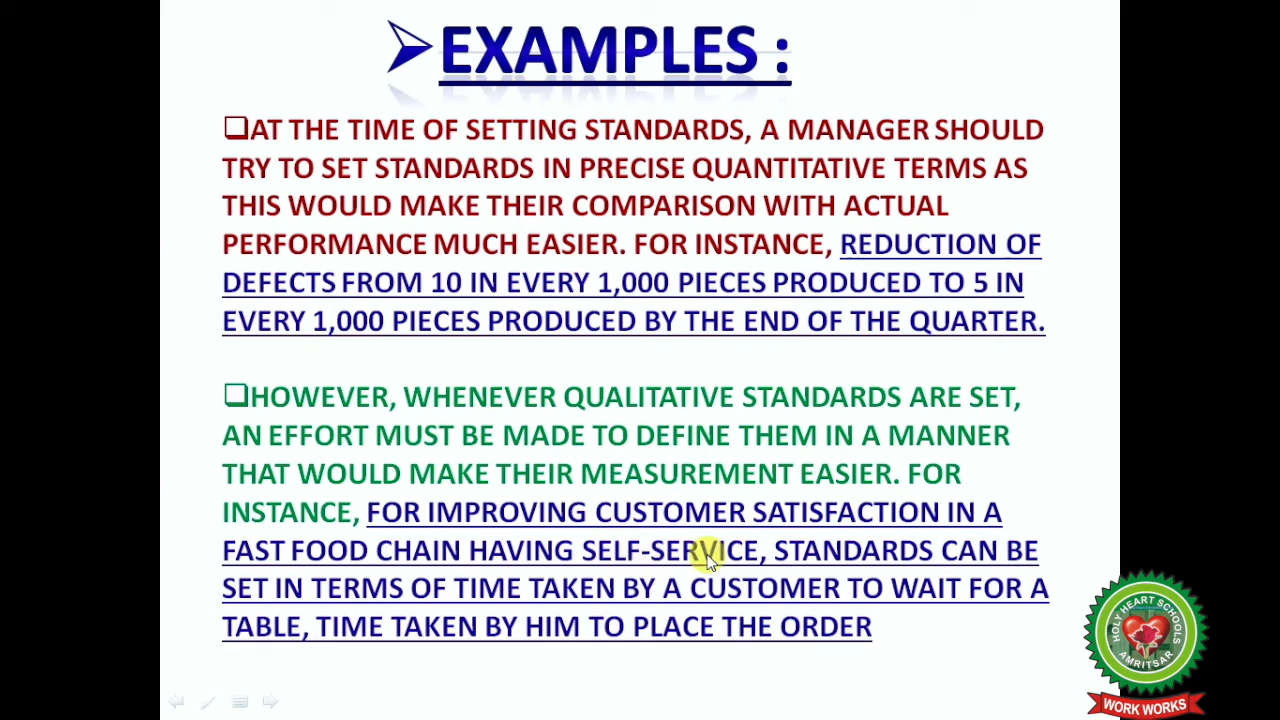 EXAMPLES :
AT THE TIME OF SETTING STANDARDS, A MANAGER SHOULD
TRY TO SET STANDARDS IN PRECISE QUANTITATIVE TERMS AS
THIS WOULD MAKE THEIR COMPARISON WITH ACTUAL
PERFORMANCE MUCH EASIER. FOR INSTANCE, REDUCTION OF
DEFECTS FROM 10 IN EVERY 1,000 PIECES PRODUCED TO 5 IN
EVERY 1,000 PIECES PRODUCED BY THE END OF THE QUARTER.
HOWEVER, WHENEVER QUALITATIVE STANDARDS ARE SET,
AN EFFORT MUST BE MADE TO DEFINE THEM IN A MANNER
THAT WOULD MAKE THEIR MEASUREMENT EASIER. FOR
INSTANCE, FOR IMPROVING CUSTOMER SATISFACTION IN A
FAST FOOD CHAIN HAVING SELF-SERVICE, STANDARDS CAN BE
SET IN TERMS OF TIME TAKEN BY A CUSTOMER TO WAIT FOR A
TABLE, TIME TAKEN BY HIM TO PLACE THE ORDER
HOLY HEART SCHOOLS
AMRITSAR
WORK WORKS